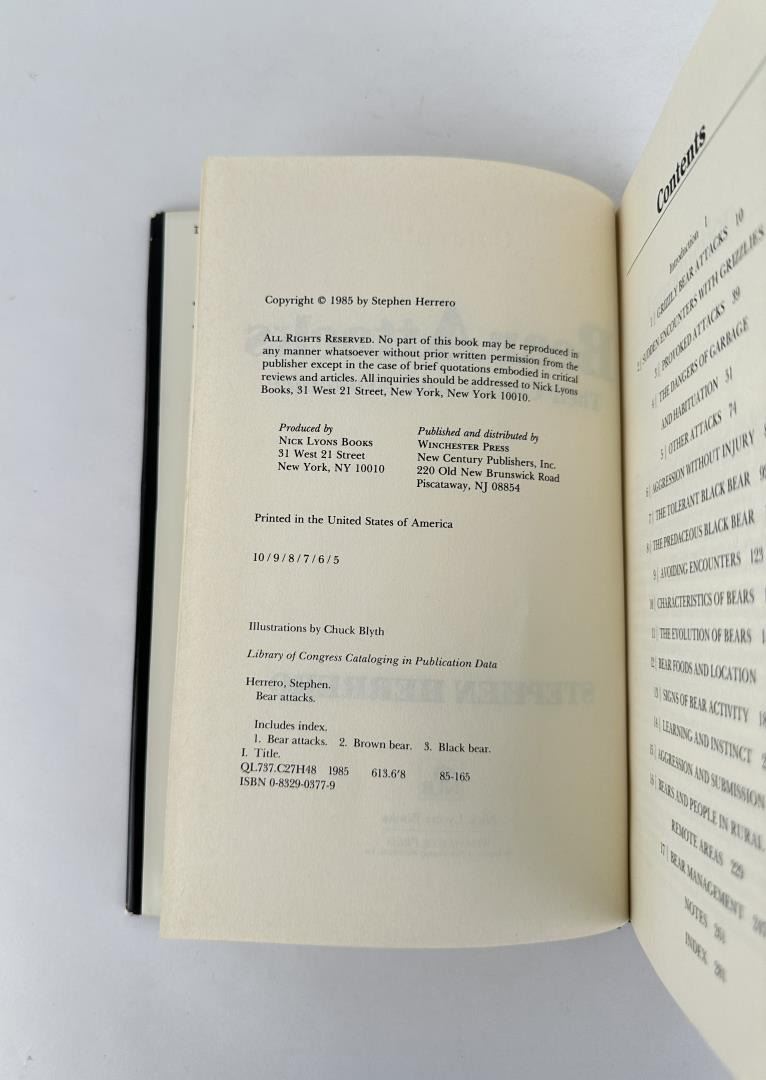 Copyright © 1985 by Stephen Herrero
ALL RIGHTS RESERVED. No part of this book may be reproduced in
any manner whatsoever without prior written permission from the
publisher except in the case of brief quotations embodied in critical
reviews and articles. All inquiries should be addressed to Nick Lyons
Books, 31 West 21 Street, New York, New York 10010.
Produced by
NICK LYONS BOOKS
31 West 21 Street
New York, NY 10010
Published and distributed by
WINCHESTER PRESS
New Century Publishers, Inc.
220 Old New Brunswick Road
Piscataway, NJ 08854
Printed in the United States of America
10/9/8/7/6/5
Illustrations by Chuck Blyth
Library of Congress Cataloging in Publication Data
Herrero, Stephen.
Bear attacks.
Includes index.
1. Bear attacks. 2. Brown bear. 3. Black bear.
I. Title.
QL737.C27H48 1985 613.6'8 85-165
ISBN 0-8329-0377-9
Contents
Introduction 1
1| GRIZZLY BEAR ATTACKS 10
2| SUDDEN ENCOUNTERS WITH GRIZZLIES
3| PROVOKED ATTACKS 39
4| THE DANGERS OF GARBAGE
AND HABITUATION 51
5| OTHER ATTACKS 74
6| AGGRESSION WITHOUT INJURY
7| THE TOLERANT BLACK BEAR
8| THE PREDACEOUS BLACK BEAR
9| AVOIDING ENCOUNTERS 123
10| CHARACTERISTICS OF BEARS
11| THE EVOLUTION OF BEARS
12| BEAR FOODS AND LOCATION
13| SIGNS OF BEAR ACTIVITY
14| LEARNING AND INSTINCT
15| AGGRESSION AND SUBMISSION
16| BEARS AND PEOPLE IN RURAL
REMOTE AREAS 229
17| BEAR MANAGEMENT
NOTES
INDEX